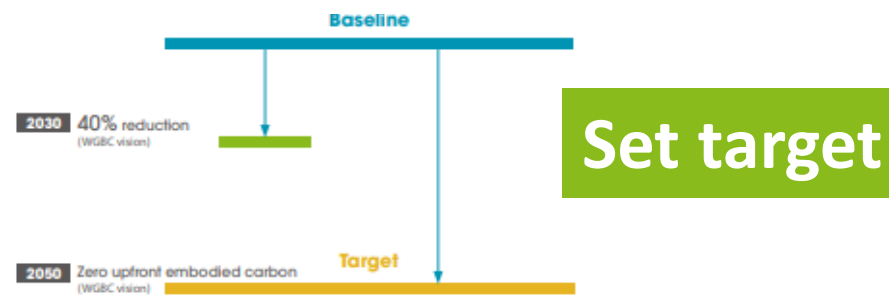 Baseline
2030 40% reduction
(WGBC vision)
Set target
Target
2050 Zero upfront embodied carbon
(WGBC vision)